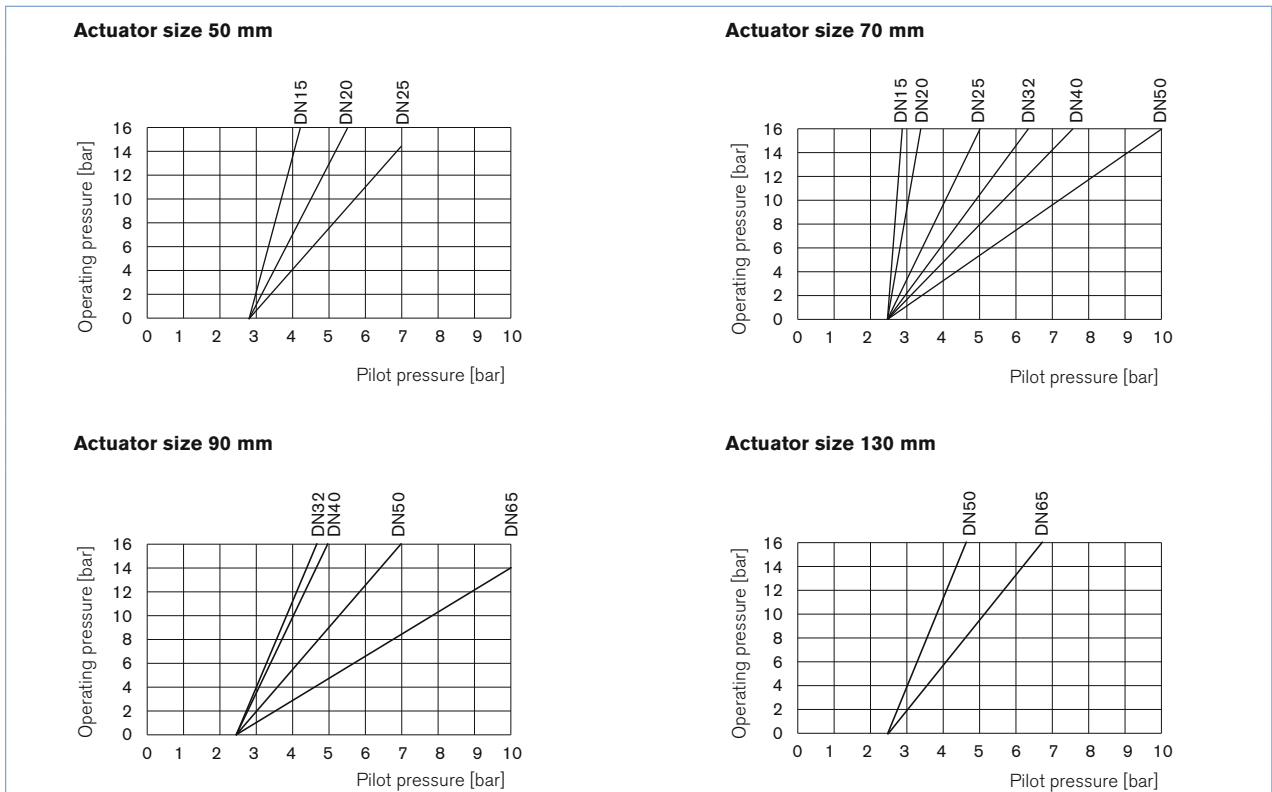 Actuator size 50 mm
DN15
DN20
DN25
Operating pressure [bar]
16
14
12
10
8
6
4
2
0
0 1 2 3 4 5 6 7 8 9 10
Pilot pressure [bar]
Actuator size 70 mm
DN15
DN20
DN25
DN32
DN40
DN50
Operating pressure [bar]
16
14
12
10
8
6
4
2
0
0 1 2 3 4 5 6 7 8 9 10
Pilot pressure [bar]
Actuator size 90 mm
DN32
DN40
DN50
DN65
Operating pressure [bar]
16
14
12
10
8
6
4
2
0
0 1 2 3 4 5 6 7 8 9 10
Pilot pressure [bar]
Actuator size 130 mm
DN50
DN65
Operating pressure [bar]
16
14
12
10
8
6
4
2
0
0 1 2 3 4 5 6 7 8 9 10
Pilot pressure [bar]